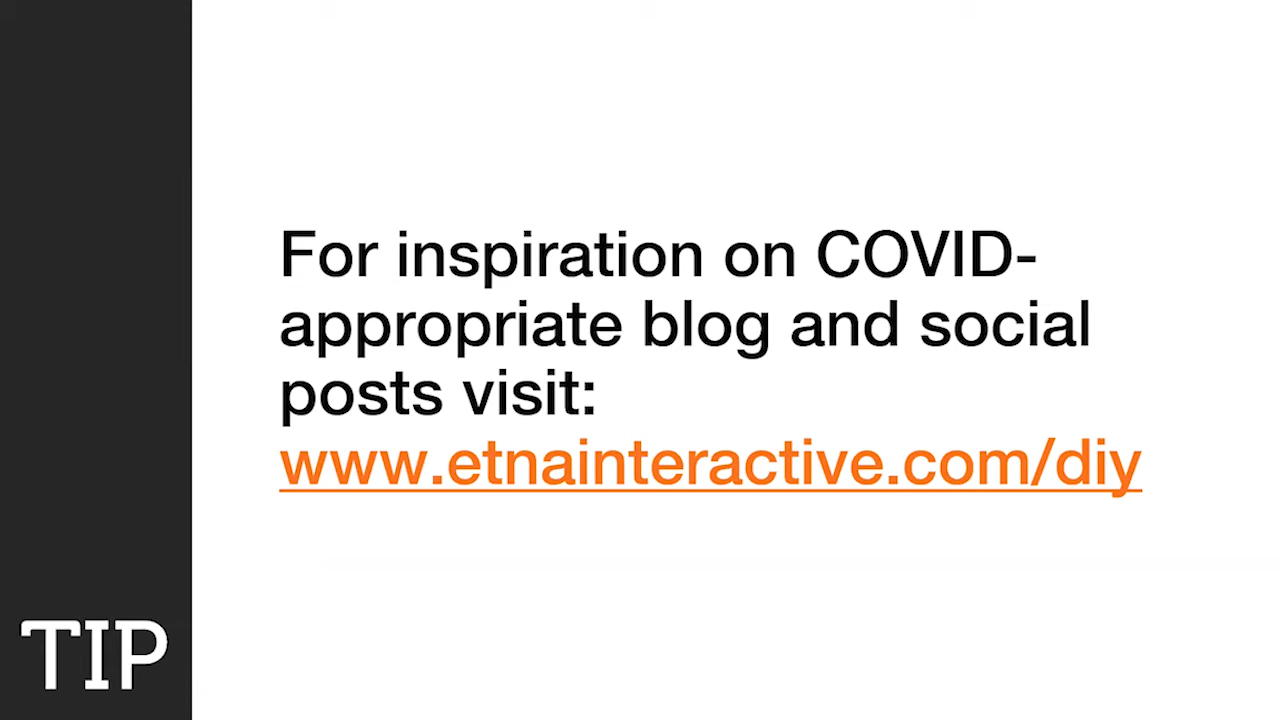 For inspiration on COVID-
appropriate blog and social
posts visit:
www.etnainteractive.com/diy
TIP